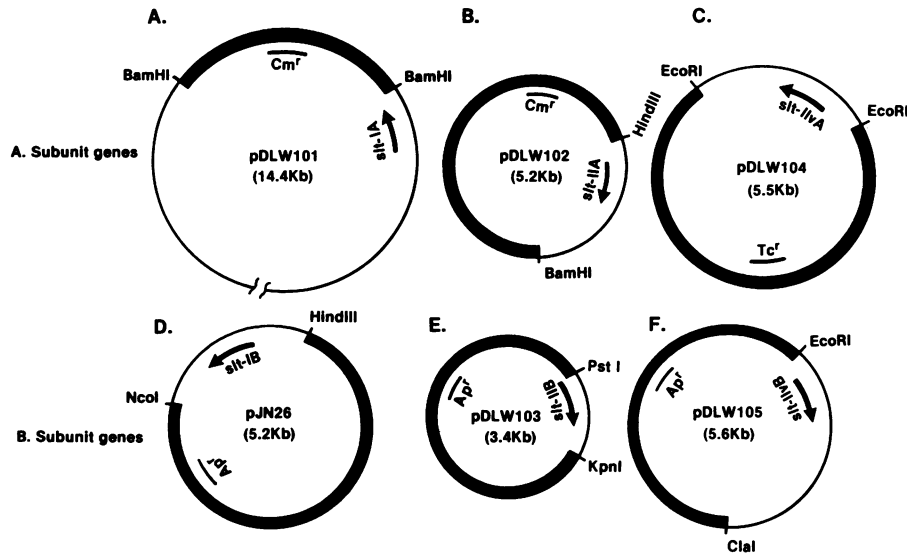 A.
BamHI
Cmʳ
BamHI
slt-IA
pDLW101
(14.4Kb)
A. Subunit genes
B.
Cmʳ
HindIII
pDLW102
(5.2Kb)
slt-IIA
BamHI
C.
EcoRI
slt-IIvA
EcoRI
pDLW104
(5.5Kb)
Tcʳ
D.
HindIII
slt-IB
NcoI
pJN26
(5.2Kb)
Apʳ
B. Subunit genes
E.
Pst I
Apʳ
slt-IIB
pDLW103
(3.4Kb)
KpnI
F.
EcoRI
Apʳ
slt-IIvB
pDLW105
(5.6Kb)
ClaI